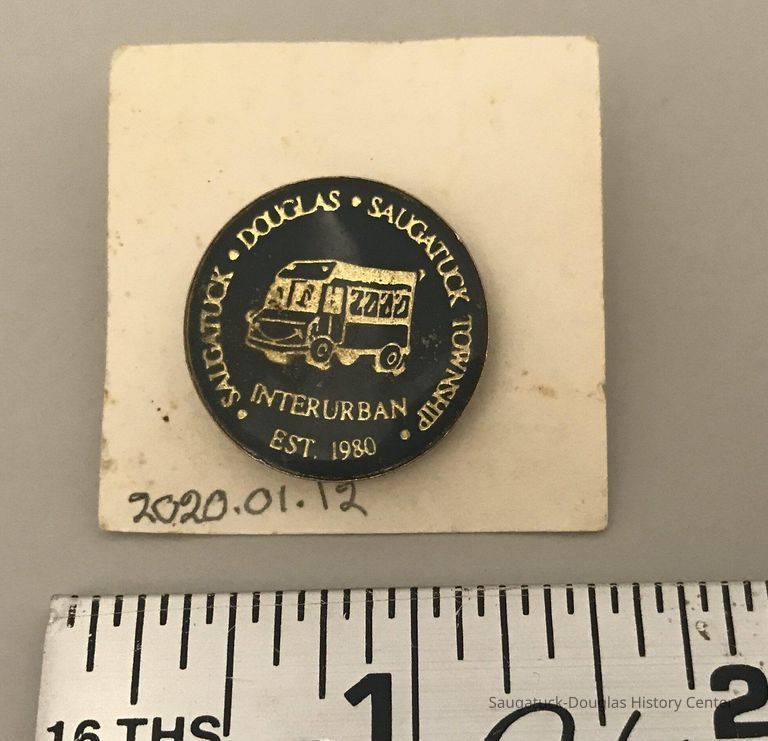 • SAUGATUCK • DOUGLAS • SAUGATUCK TOWNSHIP •
INTERURBAN
EST. 1980
2020.01.12
1
2
16 THS
Saugatuck-Douglas History Center